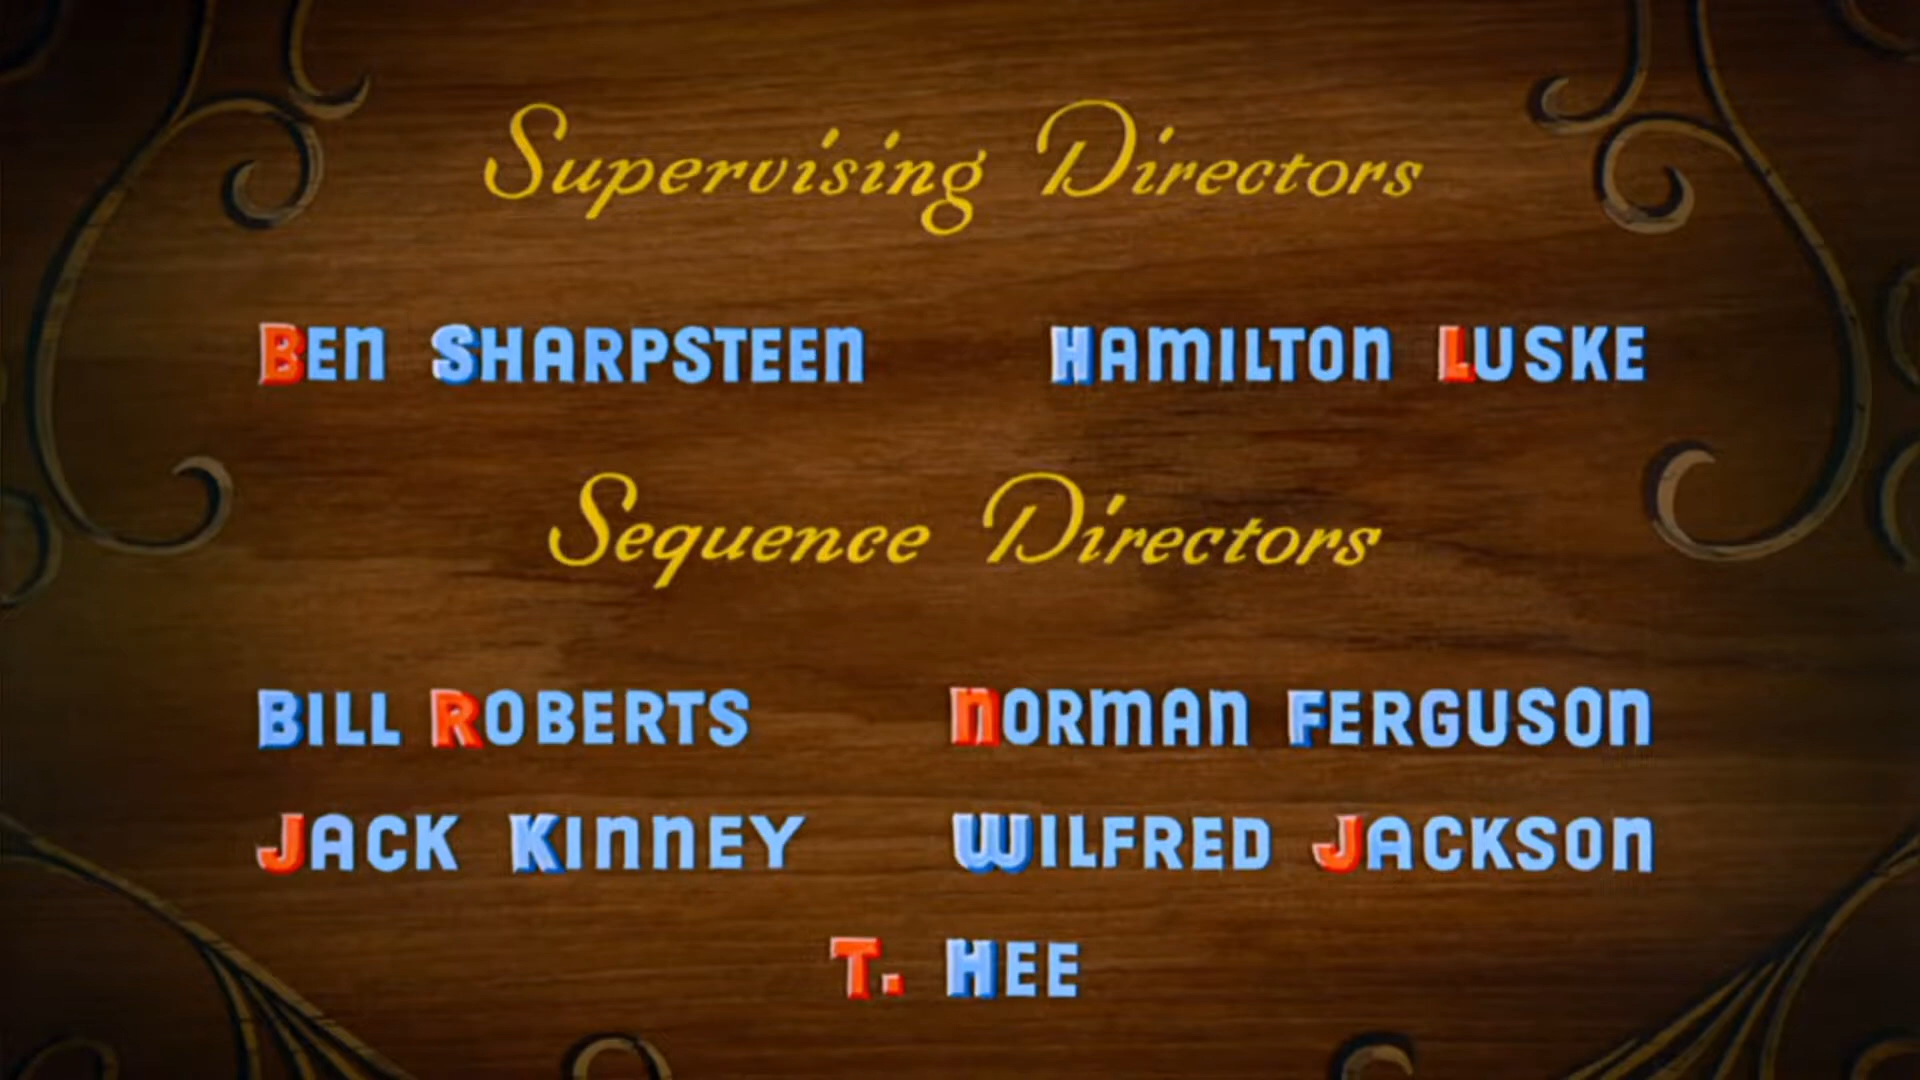 Supervising Directors
BEN SHARPSTEEN HAMILTON LUSKE
Sequence Directors
BILL ROBERTS NORMAN FERGUSON
JACK KINNEY WILFRED JACKSON
T. HEE